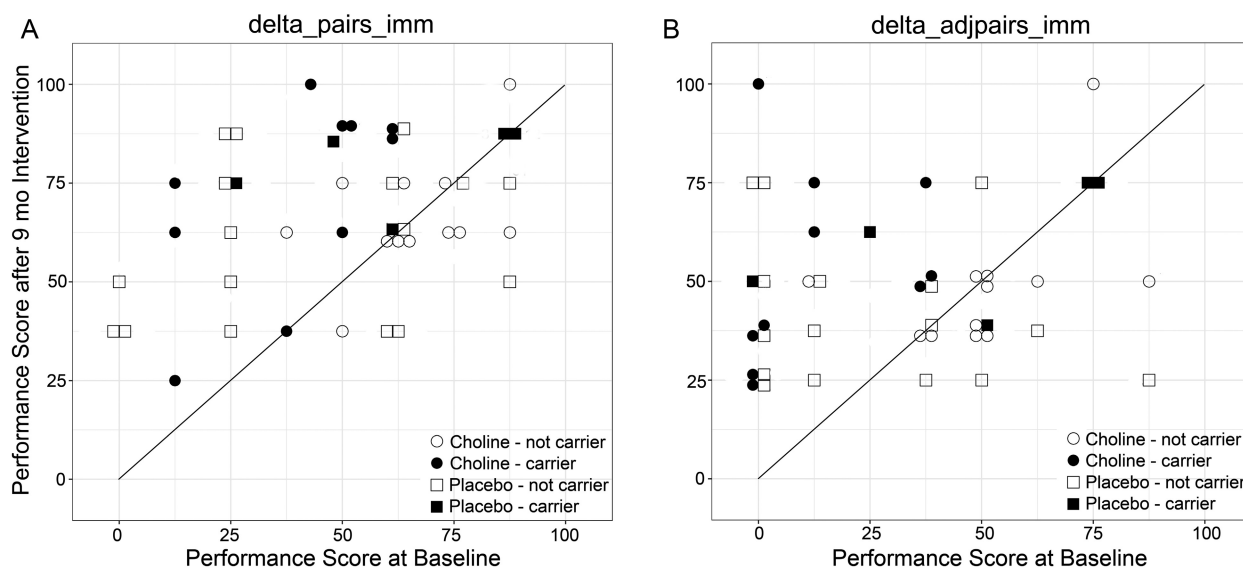 A
delta_pairs_imm
Performance Score after 9 mo Intervention
100
75
50
25
0
0
25
50
75
100
Performance Score at Baseline
Choline - not carrier
Choline - carrier
Placebo - not carrier
Placebo - carrier
B
delta_adjpairs_imm
100
75
50
25
0
0
25
50
75
100
Performance Score at Baseline
Choline - not carrier
Choline - carrier
Placebo - not carrier
Placebo - carrier